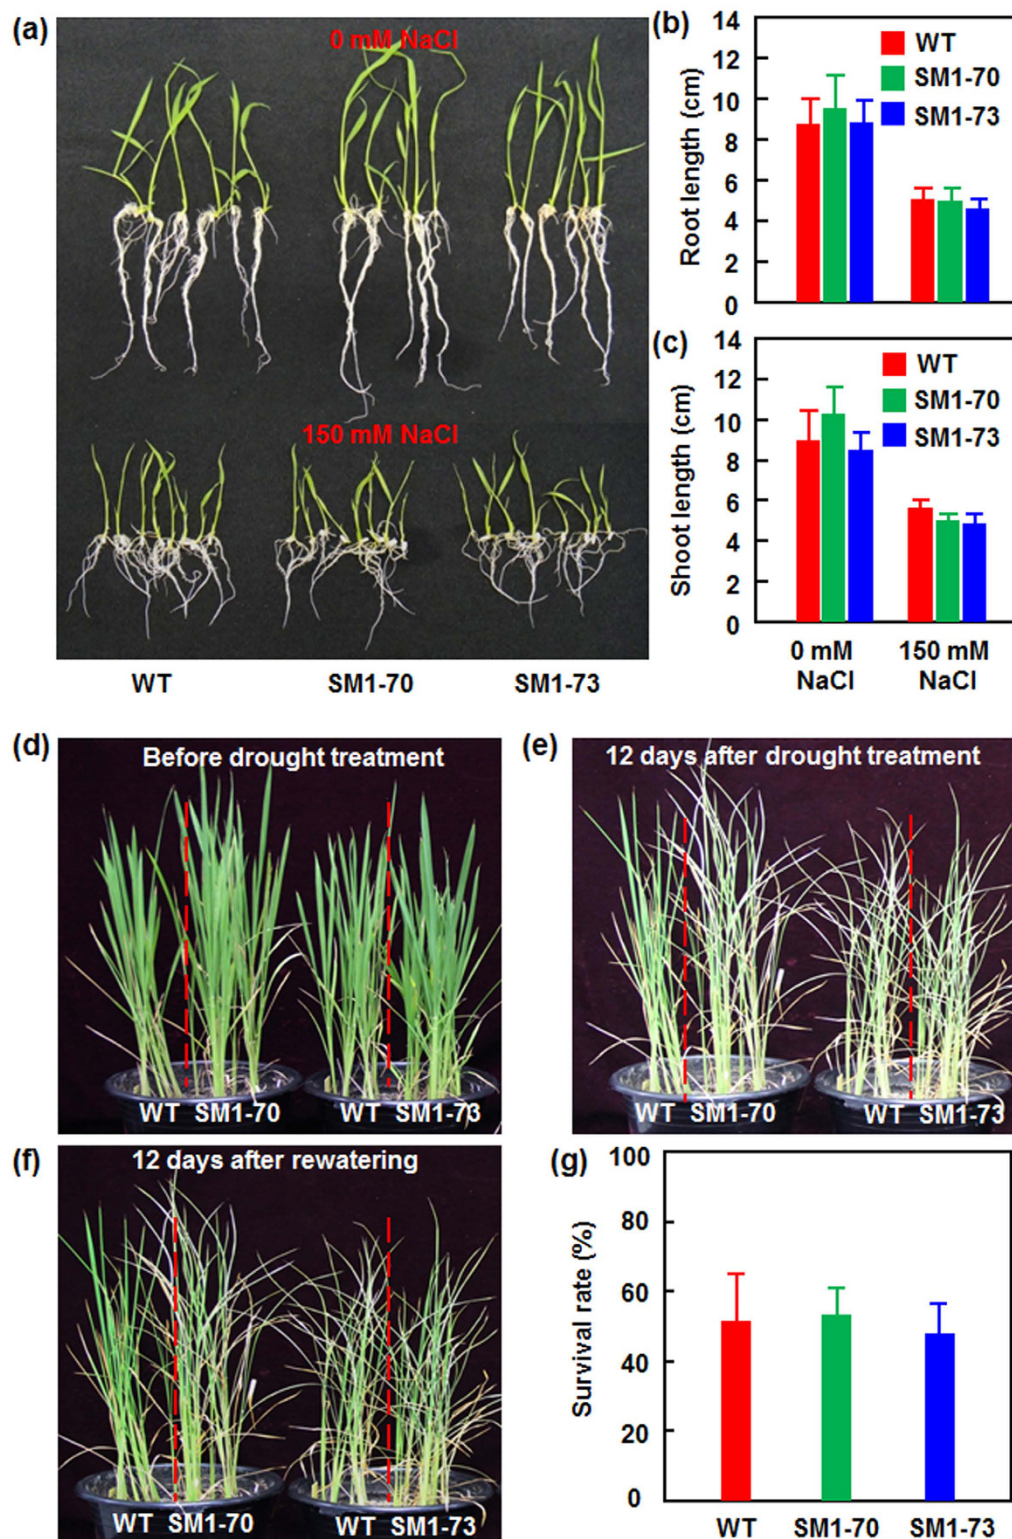 (a)
0 mM NaCl
150 mM NaCl
WT SM1-70 SM1-73
(b)
14
12
10
8
6
4
2
0
Root length (cm)
WT
SM1-70
SM1-73
(c)
14
12
10
8
6
4
2
0
Shoot length (cm)
WT
SM1-70
SM1-73
0 mM
NaCl
150 mM
NaCl
(d)
Before drought treatment
WT SM1-70 WT SM1-73
(e)
12 days after drought treatment
WT SM1-70 WT SM1-73
(f)
12 days after rewatering
WT SM1-70 WT SM1-73
(g)
100
80
60
40
20
0
Survival rate (%)
WT SM1-70 SM1-73